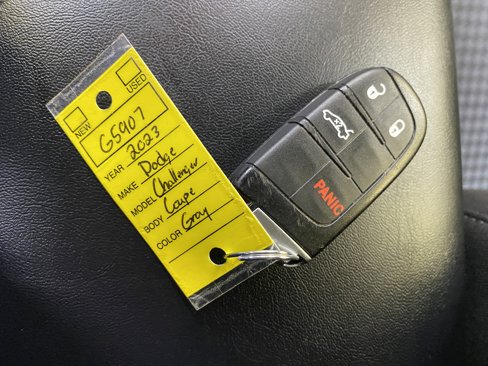 NEW USED
G5907
YEAR 2023
MAKE Dodge
MODEL Challenger
BODY Coupe
COLOR Gray
PANIC